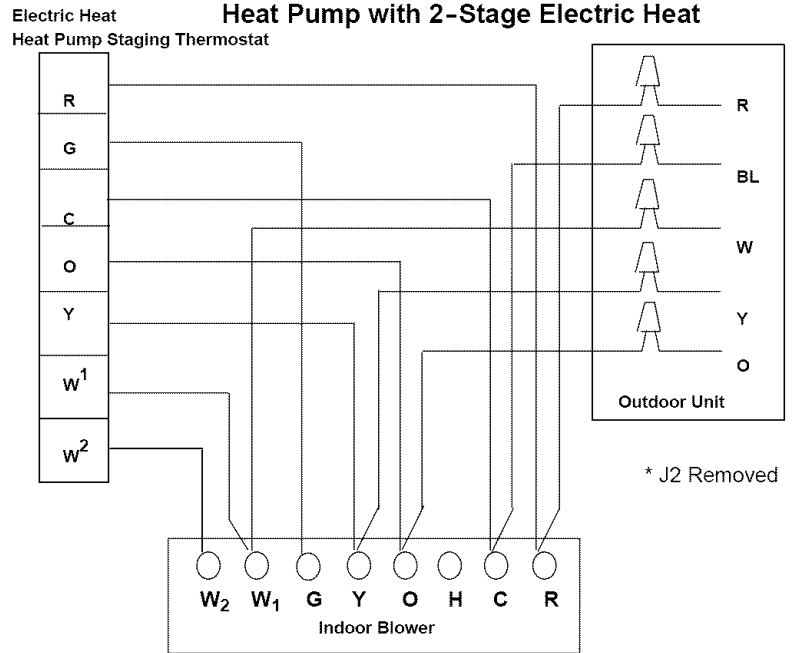 Heat Pump with 2-Stage Electric Heat
Electric Heat
Heat Pump Staging Thermostat
R
G
C
O
Y
W1
W2
R
BL
W
Y
O
Outdoor Unit
* J2 Removed
W2 W1 G Y O H C R
Indoor Blower